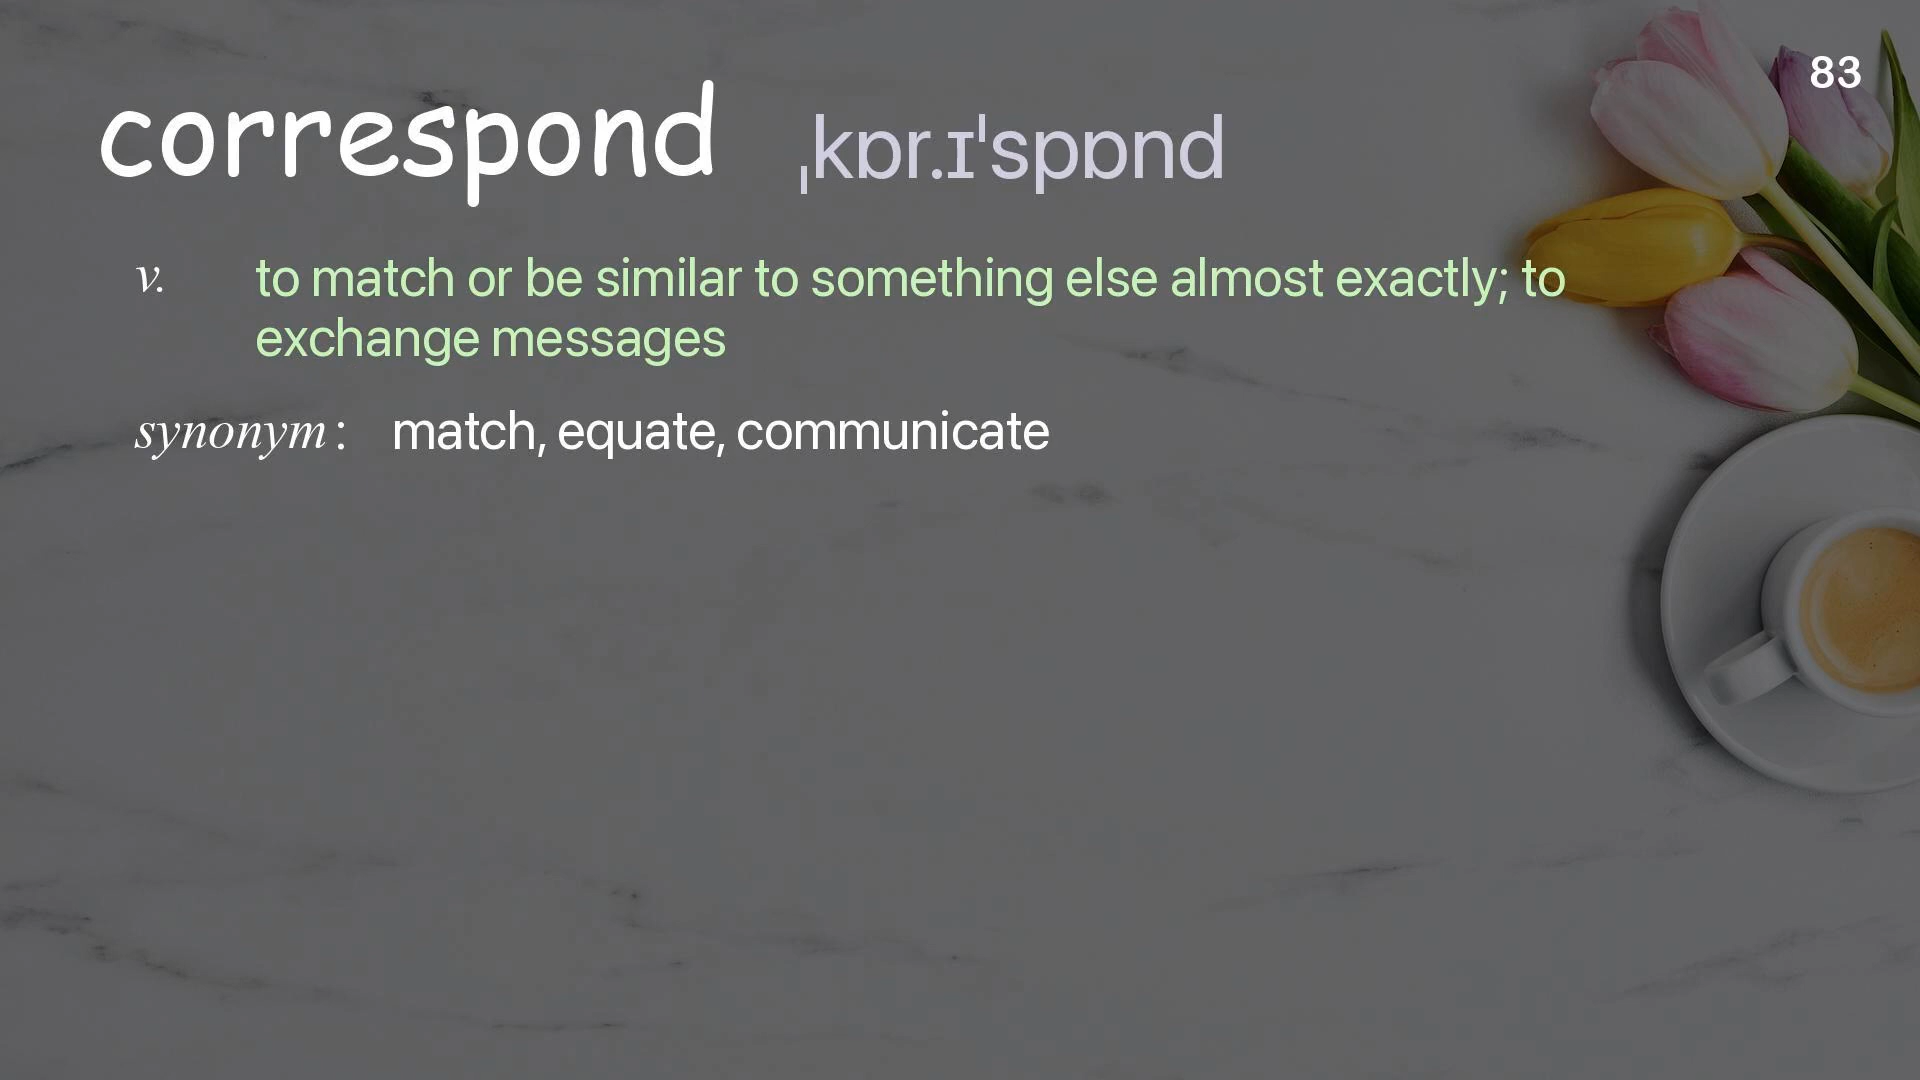 83
correspond ˌkɒr.ɪˈspɒnd
v. to match or be similar to something else almost exactly; to
exchange messages
synonym: match, equate, communicate